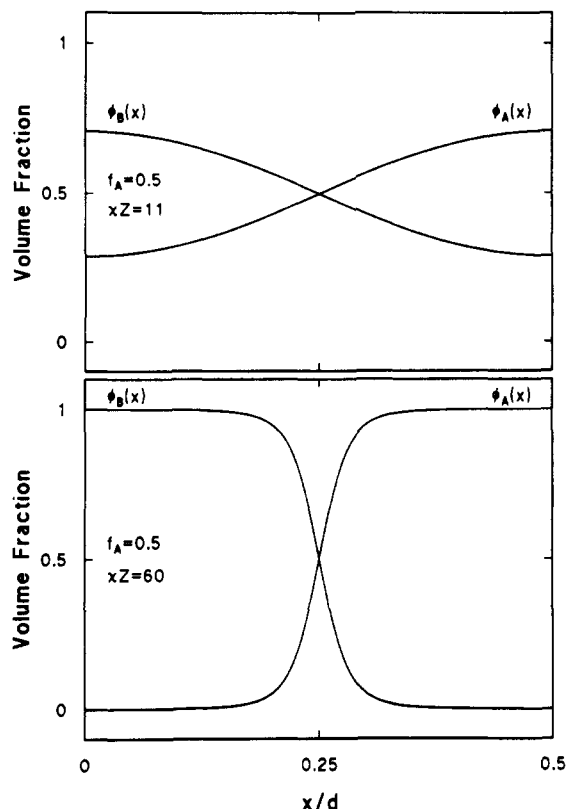 1
ϕB(x)
ϕA(x)
fA=0.5
χZ=11
0.5
0
Volume Fraction
1
ϕB(x)
ϕA(x)
fA=0.5
χZ=60
0.5
0
Volume Fraction
0
0.25
0.5
x/d